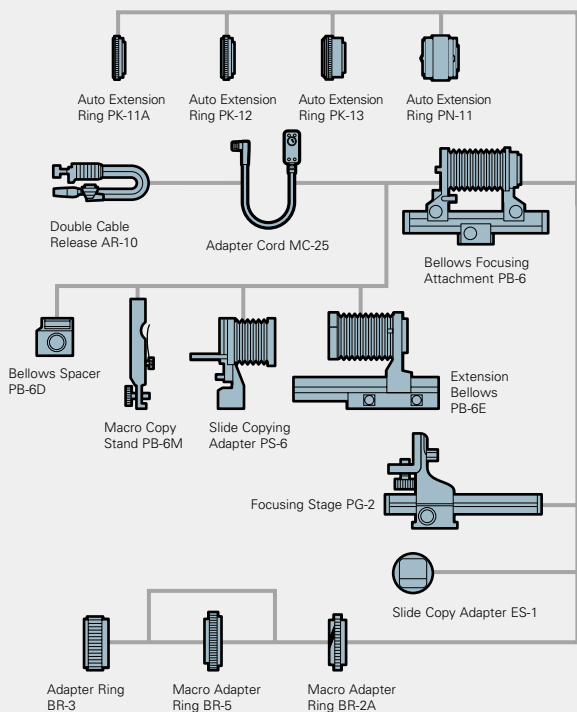 Auto Extension
Ring PK-11A
Auto Extension
Ring PK-12
Auto Extension
Ring PK-13
Auto Extension
Ring PN-11
Double Cable
Release AR-10
Adapter Cord MC-25
Bellows Focusing
Attachment PB-6
Bellows Spacer
PB-6D
Macro Copy
Stand PB-6M
Slide Copying
Adapter PS-6
Extension
Bellows
PB-6E
Focusing Stage PG-2
Slide Copy Adapter ES-1
Adapter Ring
BR-3
Macro Adapter
Ring BR-5
Macro Adapter
Ring BR-2A